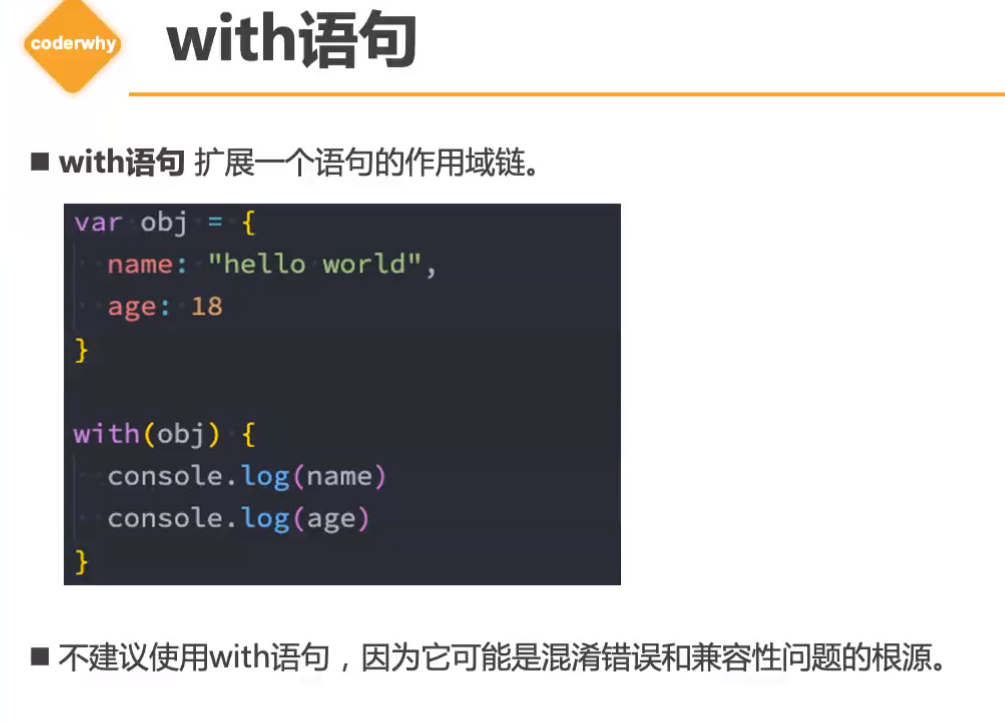 coderwhy
with语句
■ with语句 扩展一个语句的作用域链。
var obj = {
  name: "hello world",
  age: 18
}

with(obj) {
  console.log(name)
  console.log(age)
}
■ 不建议使用with语句，因为它可能是混淆错误和兼容性问题的根源。